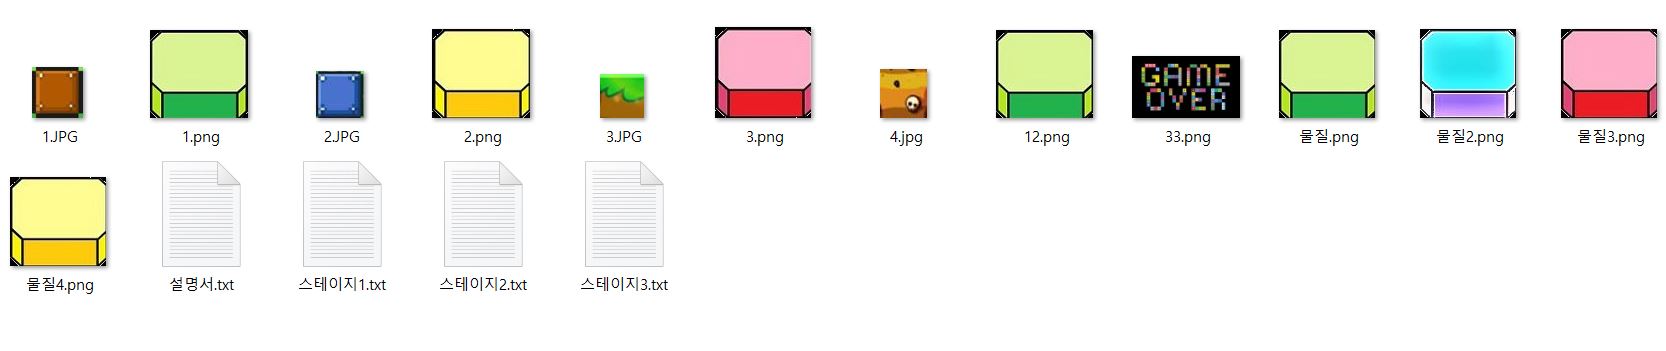 GAME
OVER
1.JPG 1.png 2.JPG 2.png 3.JPG 3.png 4.jpg 12.png 33.png 물질.png 물질2.png 물질3.png
물질4.png 설명서.txt 스테이지1.txt 스테이지2.txt 스테이지3.txt